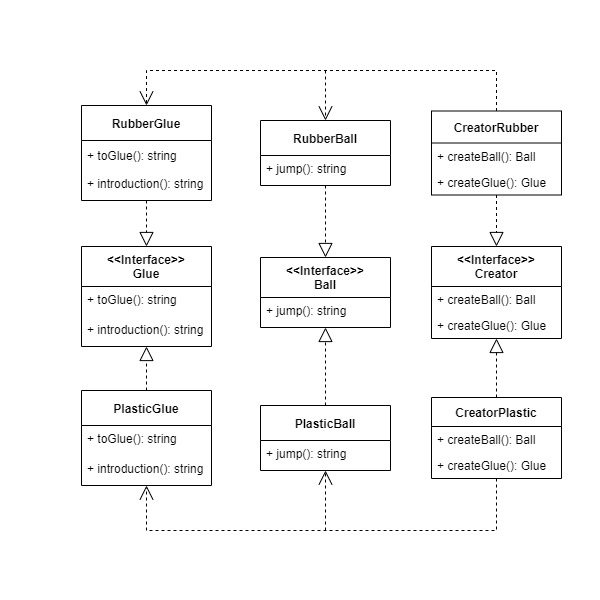 RubberGlue
+ toGlue(): string
+ introduction(): string
RubberBall
+ jump(): string
CreatorRubber
+ createBall(): Ball
+ createGlue(): Glue
<<Interface>>
Glue
+ toGlue(): string
+ introduction(): string
<<Interface>>
Ball
+ jump(): string
<<Interface>>
Creator
+ createBall(): Ball
+ createGlue(): Glue
PlasticGlue
+ toGlue(): string
+ introduction(): string
PlasticBall
+ jump(): string
CreatorPlastic
+ createBall(): Ball
+ createGlue(): Glue